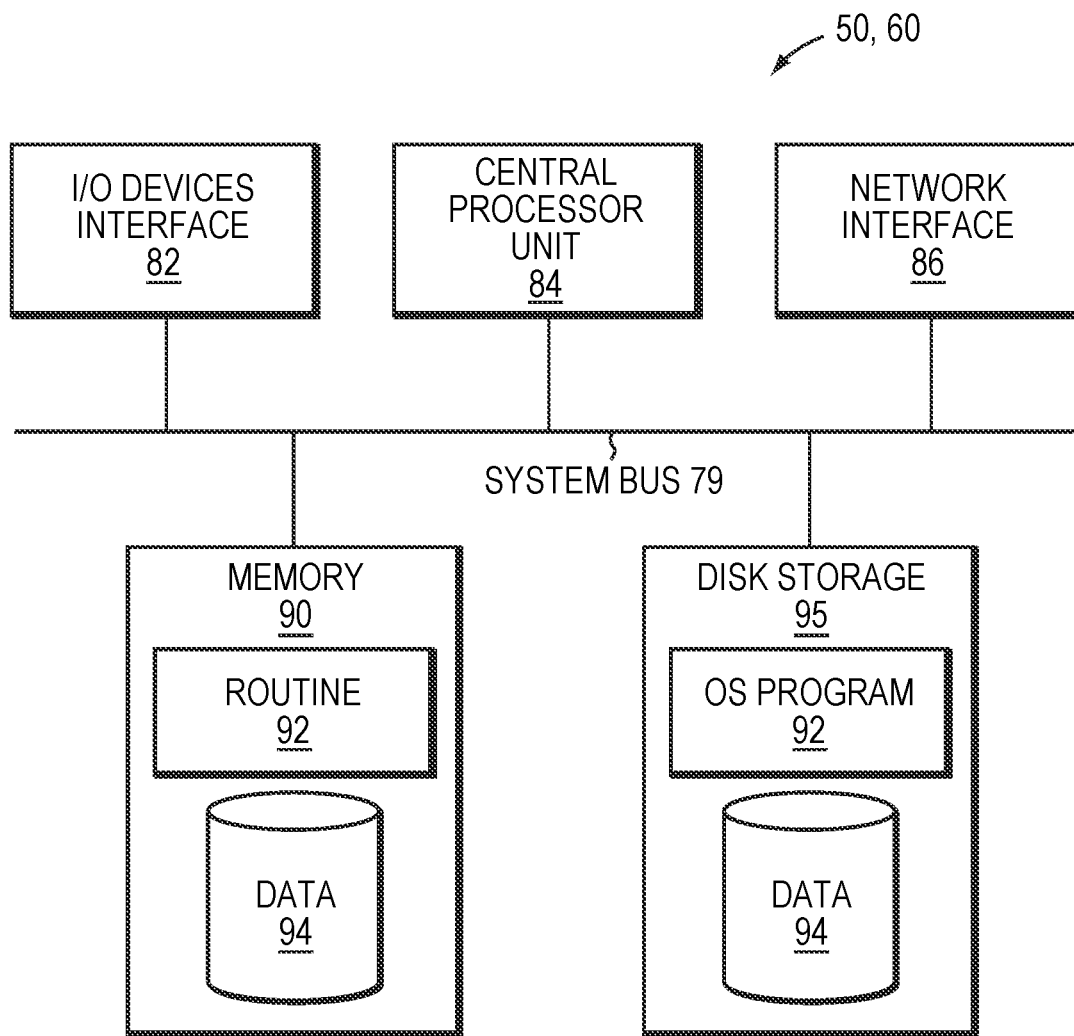 50, 60
I/O DEVICES
INTERFACE
82
CENTRAL
PROCESSOR
UNIT
84
NETWORK
INTERFACE
86
SYSTEM BUS 79
MEMORY
90
ROUTINE
92
DATA
94
DISK STORAGE
95
OS PROGRAM
92
DATA
94